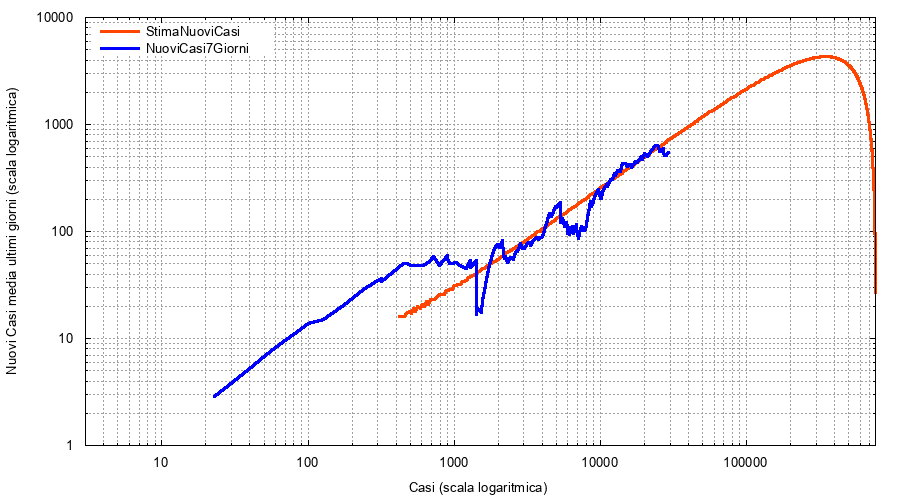 10000
1000
100
10
1
StimaNuoviCasi
NuoviCasi7Giorni
Nuovi Casi media ultimi giorni (scala logaritmica)
10 100 1000 10000 100000
Casi (scala logaritmica)